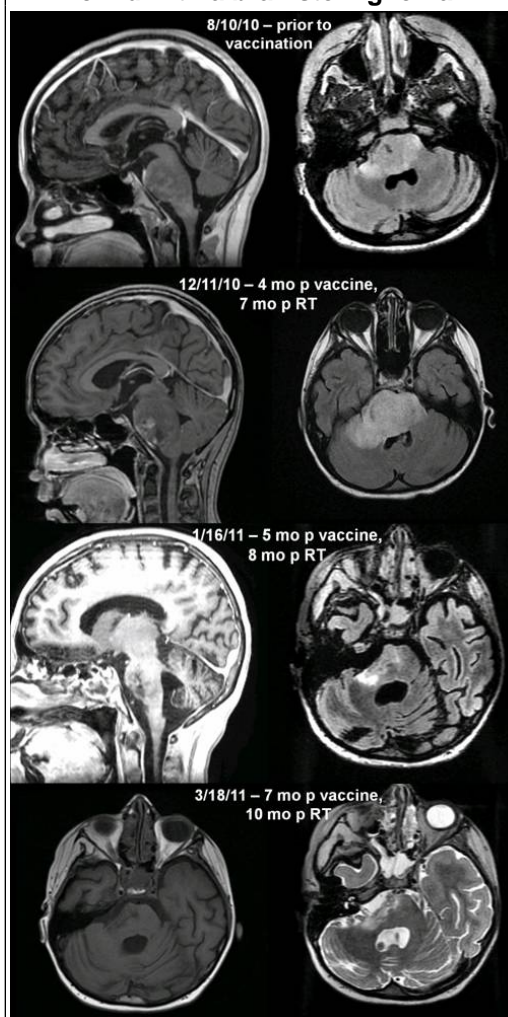 8/10/10 – prior to
vaccination
12/11/10 – 4 mo p vaccine,
7 mo p RT
1/16/11 – 5 mo p vaccine,
8 mo p RT
3/18/11 – 7 mo p vaccine,
10 mo p RT